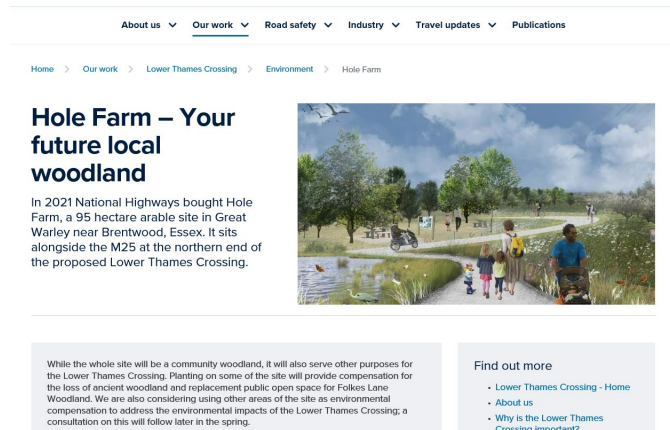 About us Our work Road safety Industry Travel updates Publications
Home Our work Lower Thames Crossing Environment Hole Farm
Hole Farm – Your
future local
woodland
In 2021 National Highways bought Hole
Farm, a 95 hectare arable site in Great
Warley near Brentwood, Essex. It sits
alongside the M25 at the northern end of
the proposed Lower Thames Crossing.
While the whole site will be a community woodland, it will also serve other purposes for
the Lower Thames Crossing. Planting on some of the site will provide compensation for
the loss of ancient woodland and replacement public open space for Folkes Lane
Woodland. We are also considering using other areas of the site as environmental
compensation to address the environmental impacts of the Lower Thames Crossing; a
consultation on this will follow later in the spring.
Find out more
• Lower Thames Crossing - Home
• About us
• Why is the Lower Thames
Crossing important?